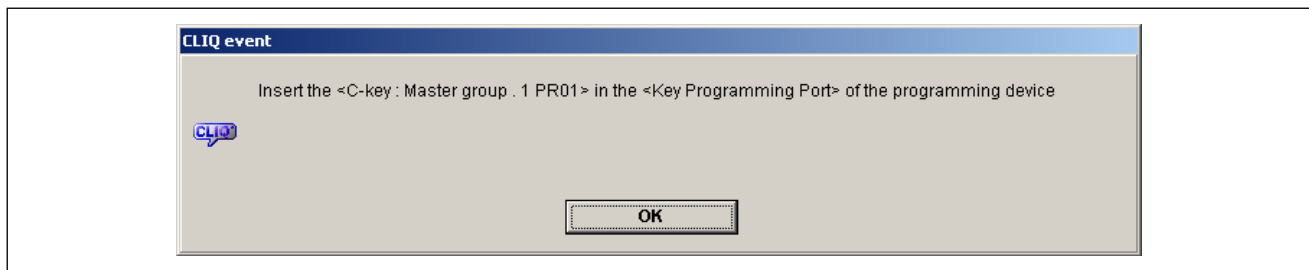 CLIQ event
Insert the <C-key : Master group . 1 PR01> in the <Key Programming Port> of the programming device
CLIQ
OK